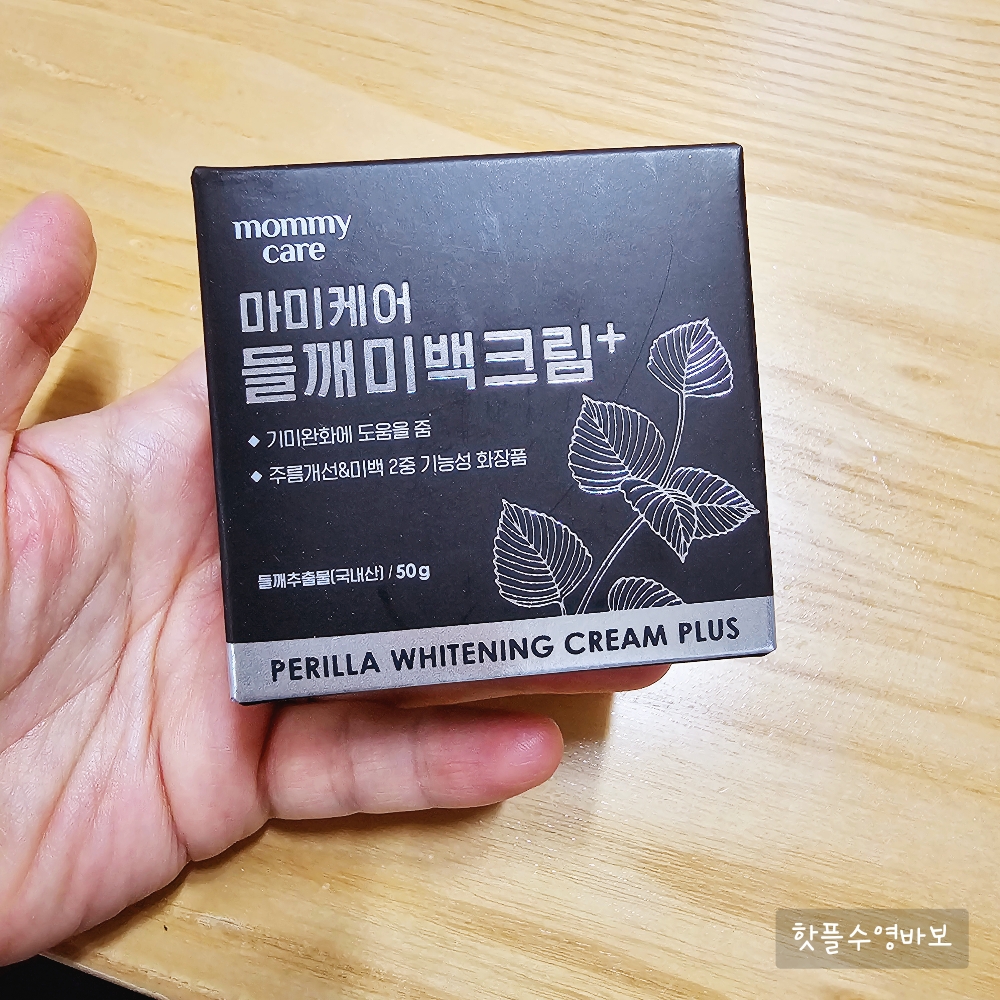 mommy
care
마미케어
들깨미백크림+
◆ 기미완화에 도움을 줌
◆ 주름개선&미백 2중 기능성 화장품
들깨추출물(국내산) / 50g
PERILLA WHITENING CREAM PLUS
핫플수영바보